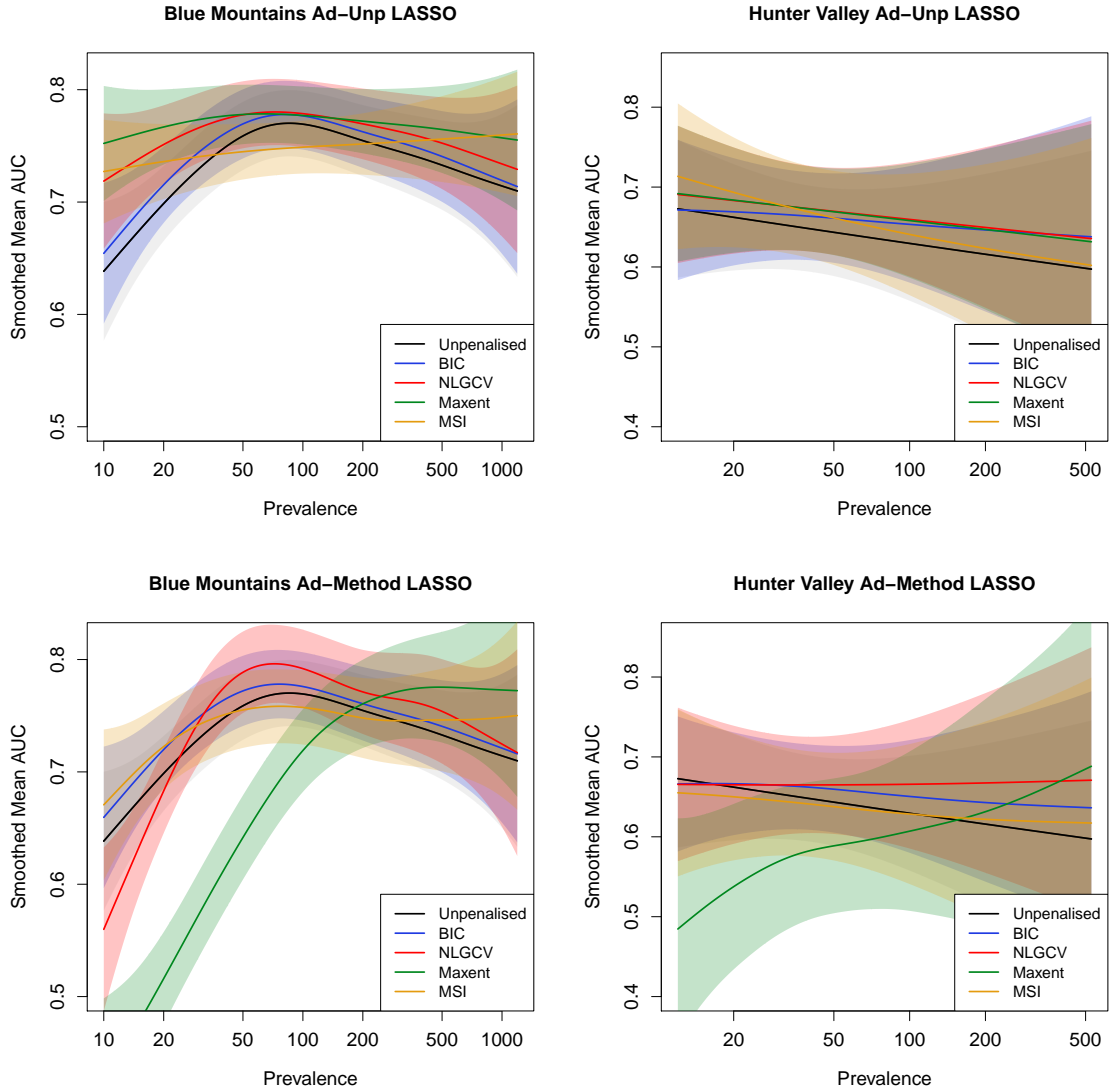 Blue Mountains Ad−Unp LASSO
Smoothed Mean AUC
0.8
0.7
0.6
0.5
10 20 50 100 200 500 1000
Prevalence
Unpenalised
BIC
NLGCV
Maxent
MSI
Hunter Valley Ad−Unp LASSO
Smoothed Mean AUC
0.8
0.7
0.6
0.5
0.4
20 50 100 200 500
Prevalence
Unpenalised
BIC
NLGCV
Maxent
MSI
Blue Mountains Ad−Method LASSO
Smoothed Mean AUC
0.8
0.7
0.6
0.5
10 20 50 100 200 500 1000
Prevalence
Unpenalised
BIC
NLGCV
Maxent
MSI
Hunter Valley Ad−Method LASSO
Smoothed Mean AUC
0.8
0.7
0.6
0.5
0.4
20 50 100 200 500
Prevalence
Unpenalised
BIC
NLGCV
Maxent
MSI